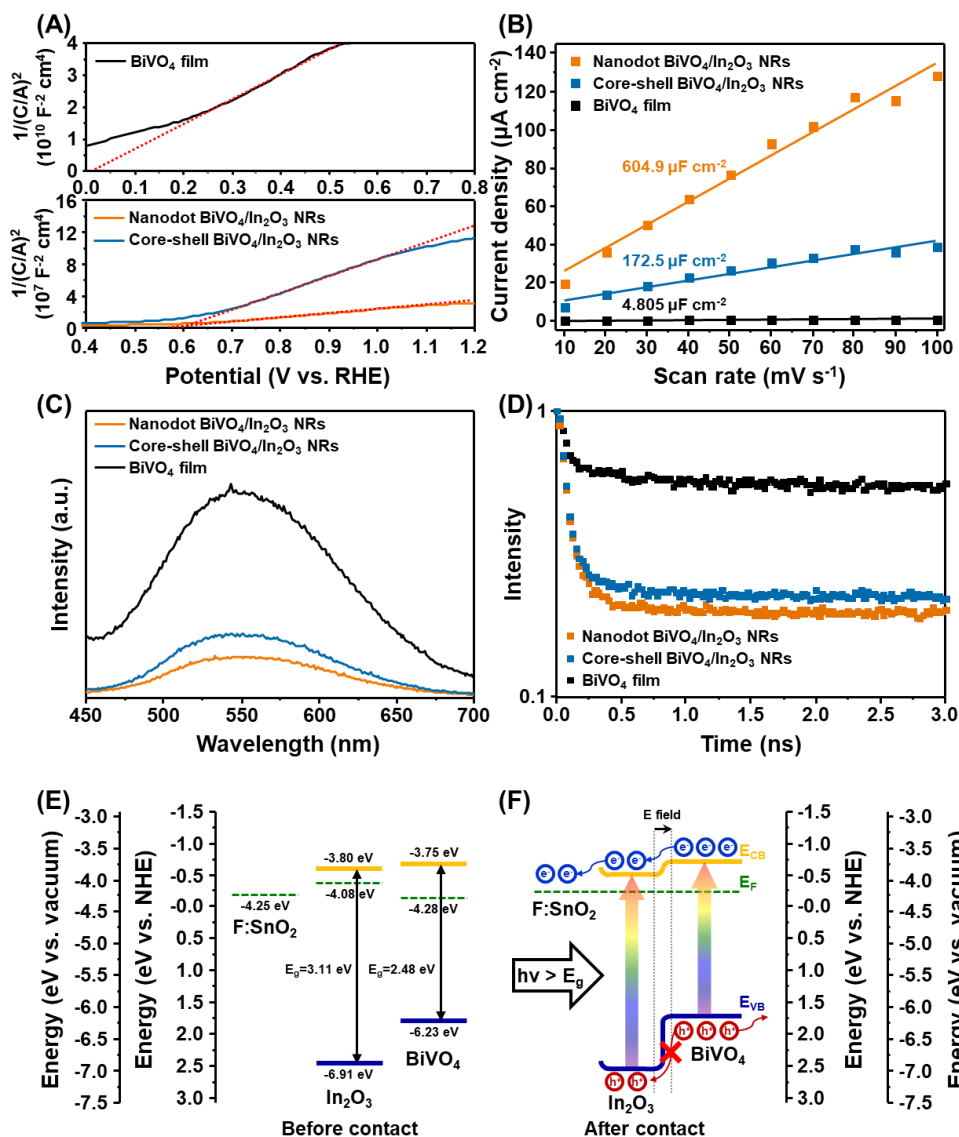 (A)
4
3
2
1
0
1/(C/A)²
(10¹⁰ F⁻² cm⁴)
BiVO₄ film
0.0 0.1 0.2 0.3 0.4 0.5 0.6 0.7 0.8
12
8
4
0
1/(C/A)²
(10⁷ F⁻² cm⁴)
Nanodot BiVO₄/In₂O₃ NRs
Core-shell BiVO₄/In₂O₃ NRs
0.4 0.5 0.6 0.7 0.8 0.9 1.0 1.1 1.2
Potential (V vs. RHE)
(B)
140
120
100
80
60
40
20
0
Current density (µA cm⁻²)
Nanodot BiVO₄/In₂O₃ NRs
Core-shell BiVO₄/In₂O₃ NRs
BiVO₄ film
604.9 µF cm⁻²
172.5 µF cm⁻²
4.805 µF cm⁻²
10 20 30 40 50 60 70 80 90 100
Scan rate (mV s⁻¹)
(C)
Nanodot BiVO₄/In₂O₃ NRs
Core-shell BiVO₄/In₂O₃ NRs
BiVO₄ film
Intensity (a.u.)
450 500 550 600 650 700
Wavelength (nm)
(D)
1
0.1
Intensity
Nanodot BiVO₄/In₂O₃ NRs
Core-shell BiVO₄/In₂O₃ NRs
BiVO₄ film
0.0 0.5 1.0 1.5 2.0 2.5 3.0
Time (ns)
(E)
Energy (eV vs. vacuum)
-3.0
-3.5
-4.0
-4.5
-5.0
-5.5
-6.0
-6.5
-7.0
-7.5
Energy (eV vs. NHE)
-1.5
-1.0
-0.5
-0.0
0.5
1.0
1.5
2.0
2.5
3.0
-4.25 eV
F:SnO₂
-3.80 eV
-4.08 eV
E_g=3.11 eV
-6.91 eV
In₂O₃
-3.75 eV
-4.28 eV
E_g=2.48 eV
-6.23 eV
BiVO₄
Before contact
(F)
E field
e⁻ e⁻ e⁻ e⁻ e⁻ e⁻ e⁻
E_CB
E_F
F:SnO₂
hν > E_g
E_VB
h⁺ h⁺ h⁺
BiVO₄
h⁺ h⁺
In₂O₃
After contact
-1.5
-1.0
-0.5
-0.0
0.5
1.0
1.5
2.0
2.5
3.0
Energy (eV vs. NHE)
-3.0
-3.5
-4.0
-4.5
-5.0
-5.5
-6.0
-6.5
-7.0
-7.5
Energy (eV vs. vacuum)